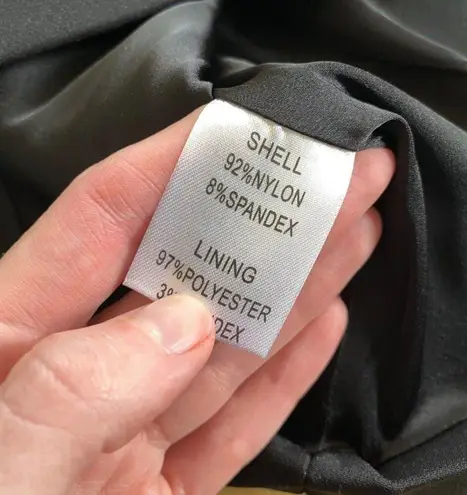 SHELL
92%NYLON
8%SPANDEX
LINING
97%POLYESTER